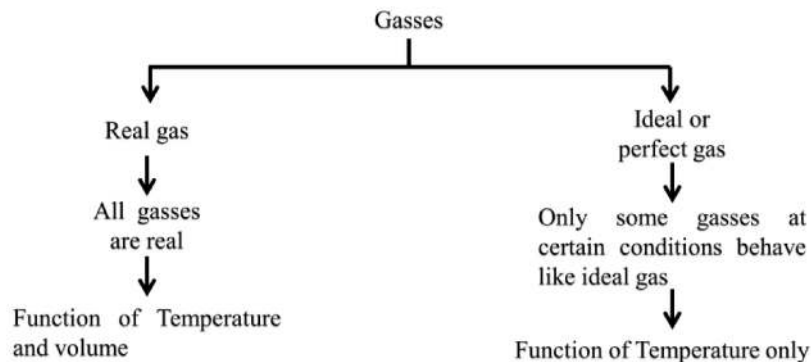 Gasses
Real gas
All gasses
are real
Function of Temperature
and volume
Ideal or
perfect gas
Only some gasses at
certain conditions behave
like ideal gas
Function of Temperature only